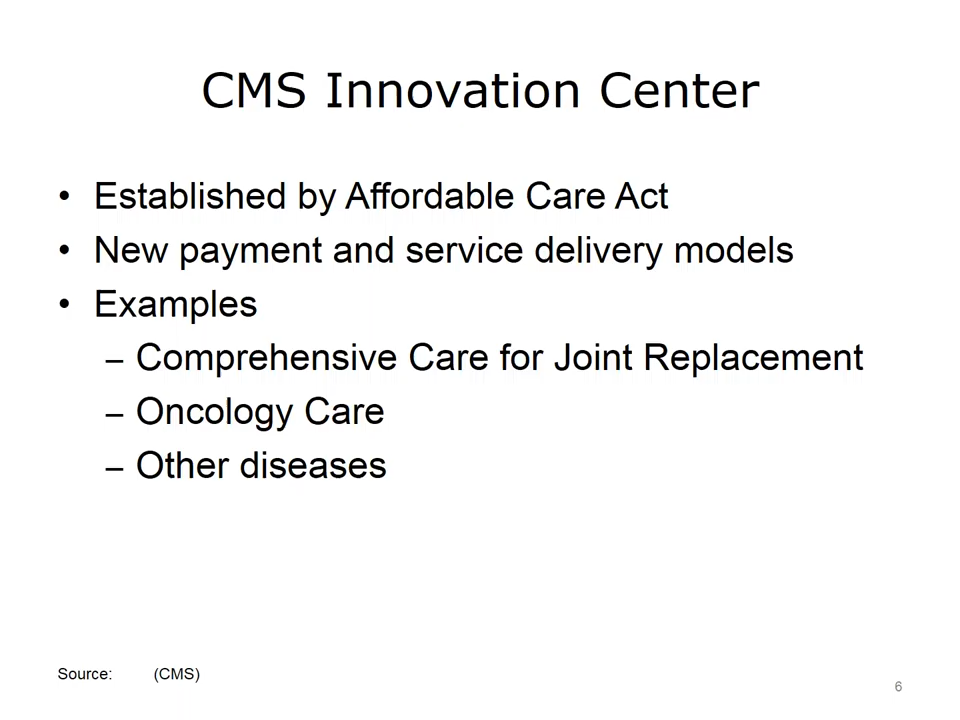 CMS Innovation Center
• Established by Affordable Care Act
• New payment and service delivery models
• Examples
– Comprehensive Care for Joint Replacement
– Oncology Care
– Other diseases
Source: (CMS)
6